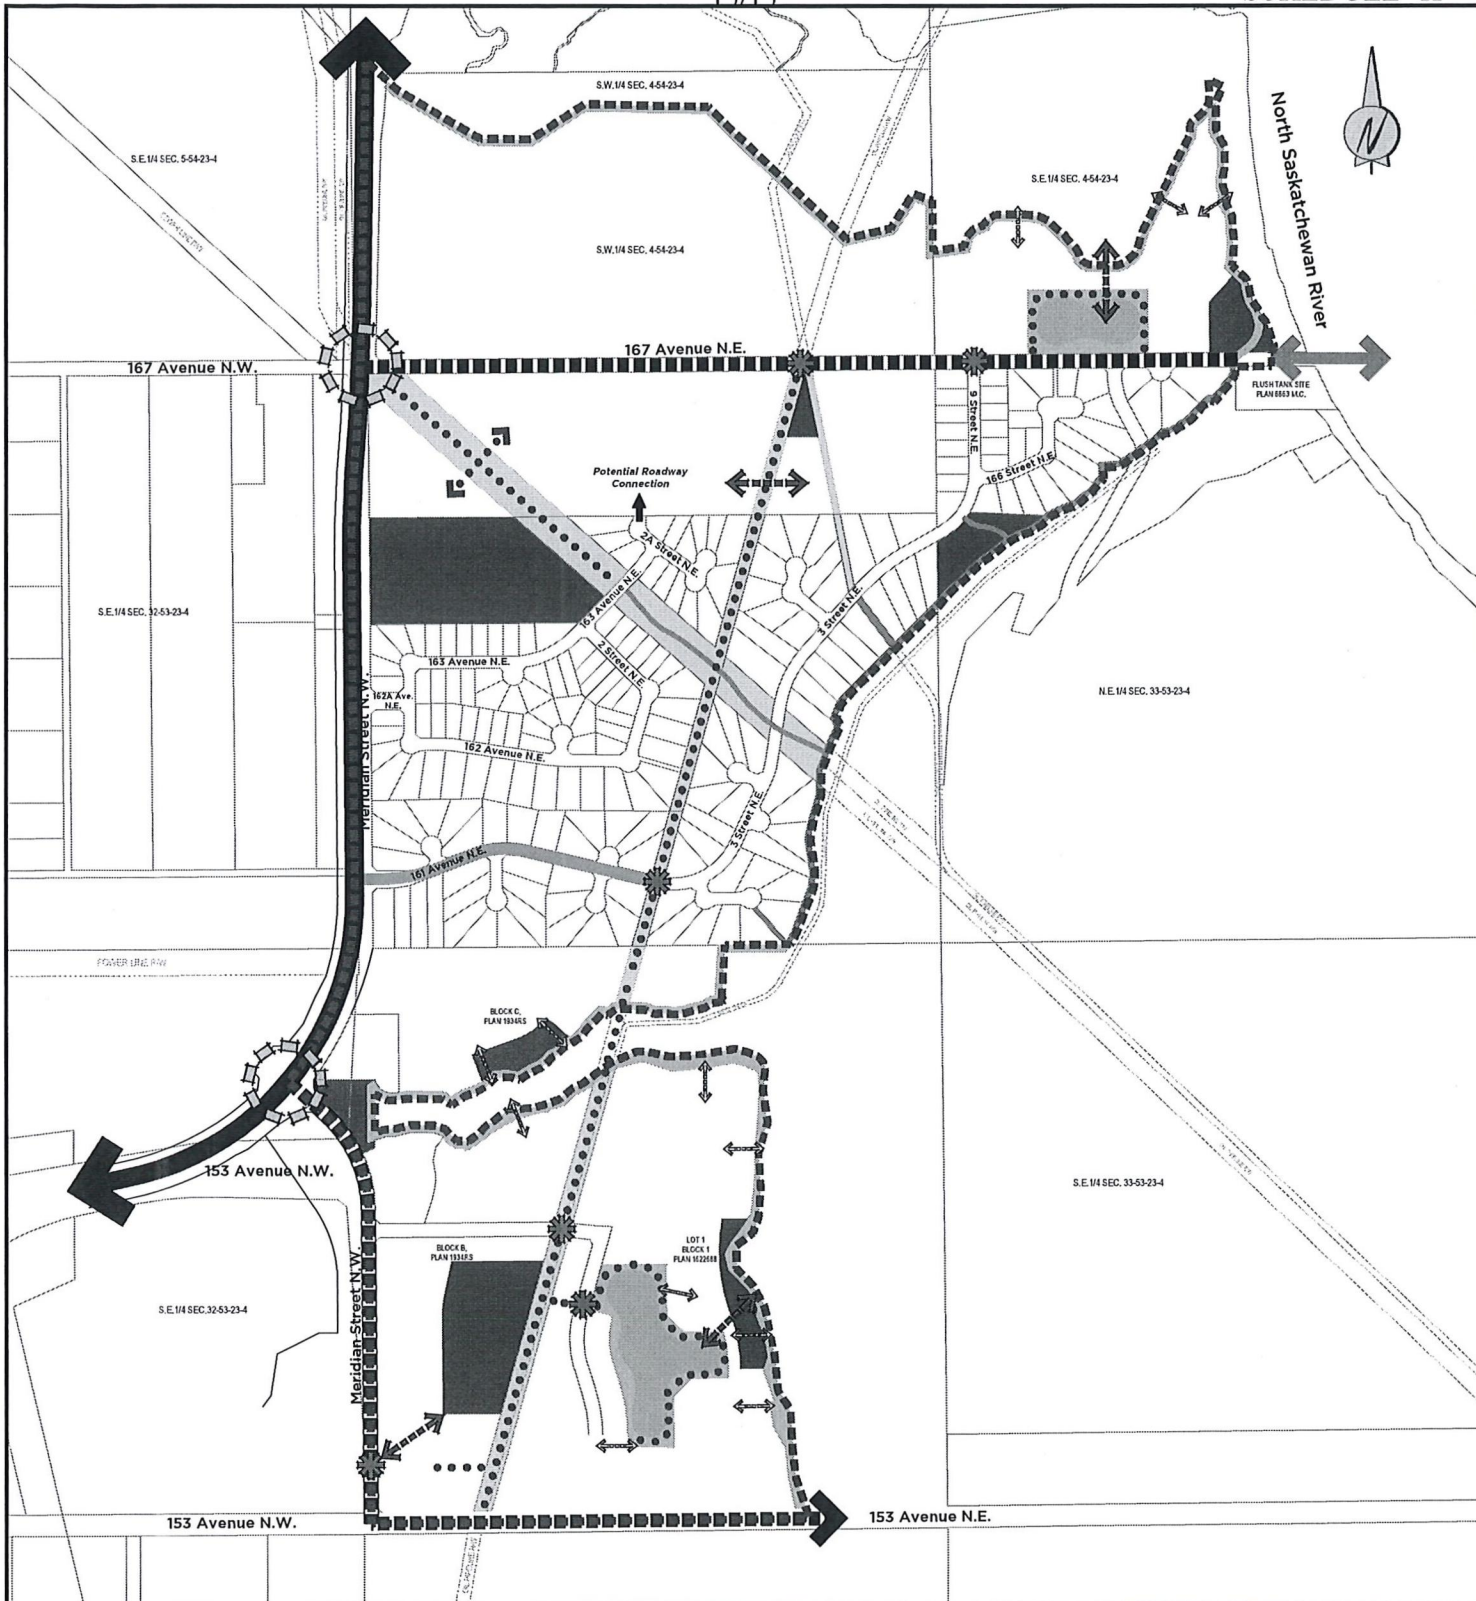 S.W.1/4 SEC. 4-54-23-4
S.E.1/4 SEC. 5-54-23-4
S.E.1/4 SEC. 4-54-23-4
North Saskatchewan River
N
S.W.1/4 SEC. 4-54-23-4
167 Avenue N.W.
167 Avenue N.E.
FLUSH TANK SITE
PLAN 6663 M.C.
9 Street N.E.
Potential Roadway
Connection
166 Street N.E.
2A Street N.E.
163 Avenue N.E.
3 Street N.E.
S.E.1/4 SEC. 32-53-23-4
163 Avenue N.E.
2 Street N.E.
162A Ave.
N.E.
N.E.1/4 SEC. 33-53-23-4
Meridian Street N.W.
162 Avenue N.E.
3 Street N.E.
161 Avenue N.E.
POWER LINE R/W
BLOCK C,
PLAN 1934RS
153 Avenue N.W.
S.E.1/4 SEC. 33-53-23-4
BLOCK B,
PLAN 1934RS
LOT 1
BLOCK 1
PLAN 1622688
S.E.1/4 SEC.32-53-23-4
Meridian Street N.W.
153 Avenue N.W.
153 Avenue N.E.